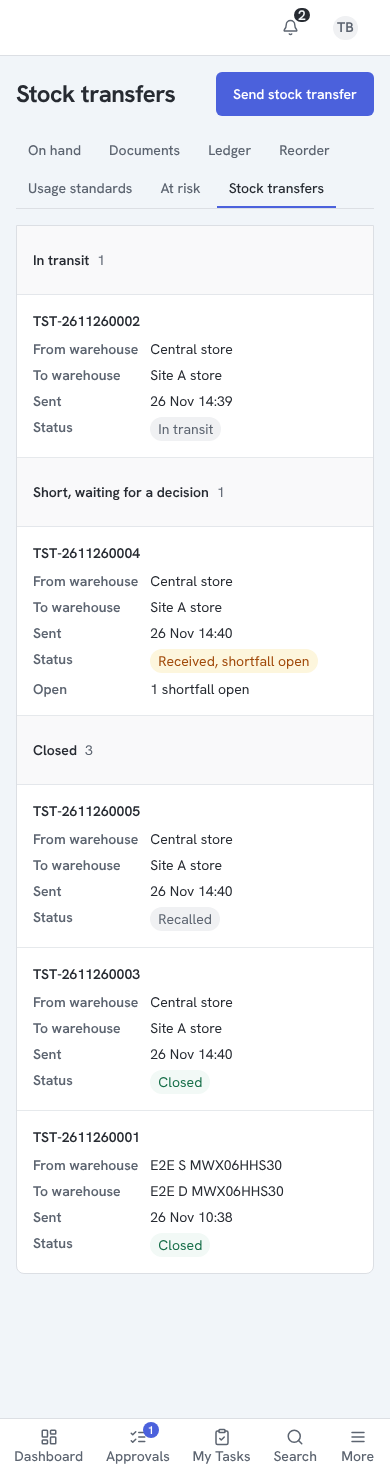 2
TB
Stock transfers
Send stock transfer
On hand Documents Ledger Reorder
Usage standards At risk Stock transfers
In transit 1
TST-2611260002
From warehouse Central store
To warehouse Site A store
Sent 26 Nov 14:39
Status In transit
Short, waiting for a decision 1
TST-2611260004
From warehouse Central store
To warehouse Site A store
Sent 26 Nov 14:40
Status Received, shortfall open
Open 1 shortfall open
Closed 3
TST-2611260005
From warehouse Central store
To warehouse Site A store
Sent 26 Nov 14:40
Status Recalled
TST-2611260003
From warehouse Central store
To warehouse Site A store
Sent 26 Nov 14:40
Status Closed
TST-2611260001
From warehouse E2E S MWX06HHS30
To warehouse E2E D MWX06HHS30
Sent 26 Nov 10:38
Status Closed
1
Dashboard Approvals My Tasks Search More